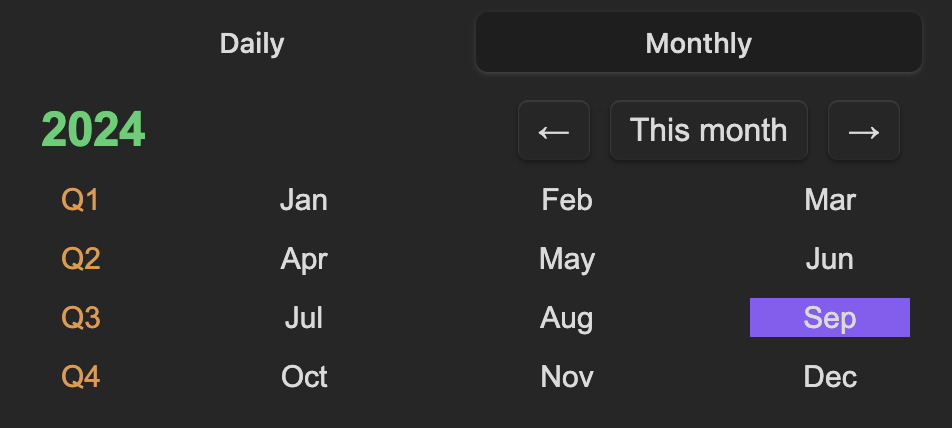 Daily Monthly
2024 ← This month →
Q1 Jan Feb Mar
Q2 Apr May Jun
Q3 Jul Aug Sep
Q4 Oct Nov Dec